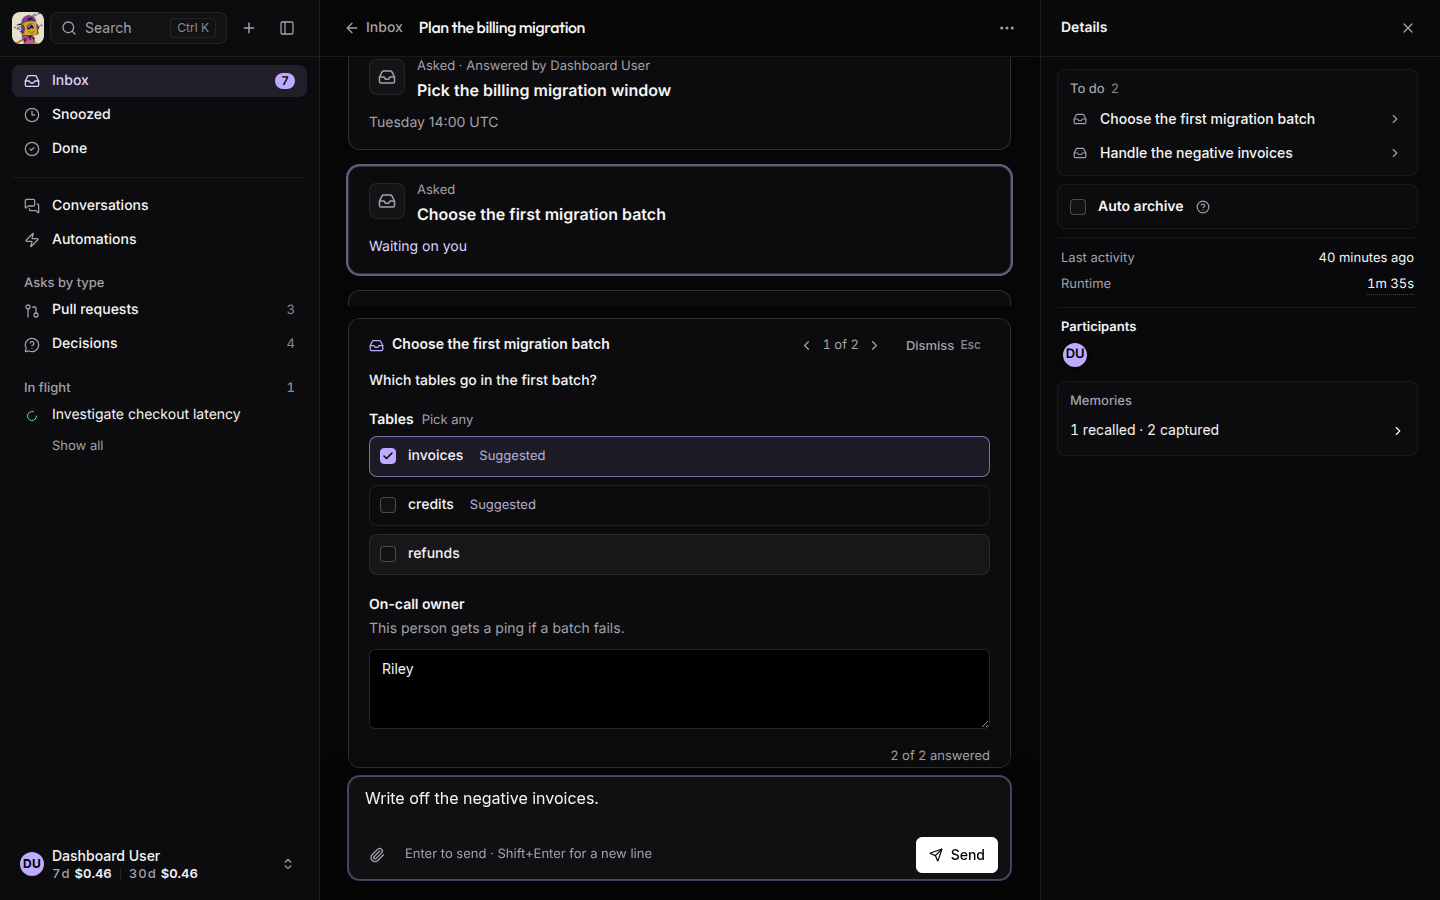 Search
Ctrl K
Inbox
7
Snoozed
Done
Conversations
Automations
Asks by type
Pull requests
3
Decisions
4
In flight
1
Investigate checkout latency
Show all
DU
Dashboard User
7d $0.46 30d $0.46
Inbox
Plan the billing migration
Asked · Answered by Dashboard User
Pick the billing migration window
Tuesday 14:00 UTC
Asked
Choose the first migration batch
Waiting on you
Choose the first migration batch
1 of 2
Dismiss Esc
Which tables go in the first batch?
Tables Pick any
invoices Suggested
credits Suggested
refunds
On-call owner
This person gets a ping if a batch fails.
Riley
2 of 2 answered
Write off the negative invoices.
Enter to send · Shift+Enter for a new line
Send
Details
To do 2
Choose the first migration batch
Handle the negative invoices
Auto archive
Last activity
40 minutes ago
Runtime
1m 35s
Participants
DU
Memories
1 recalled · 2 captured